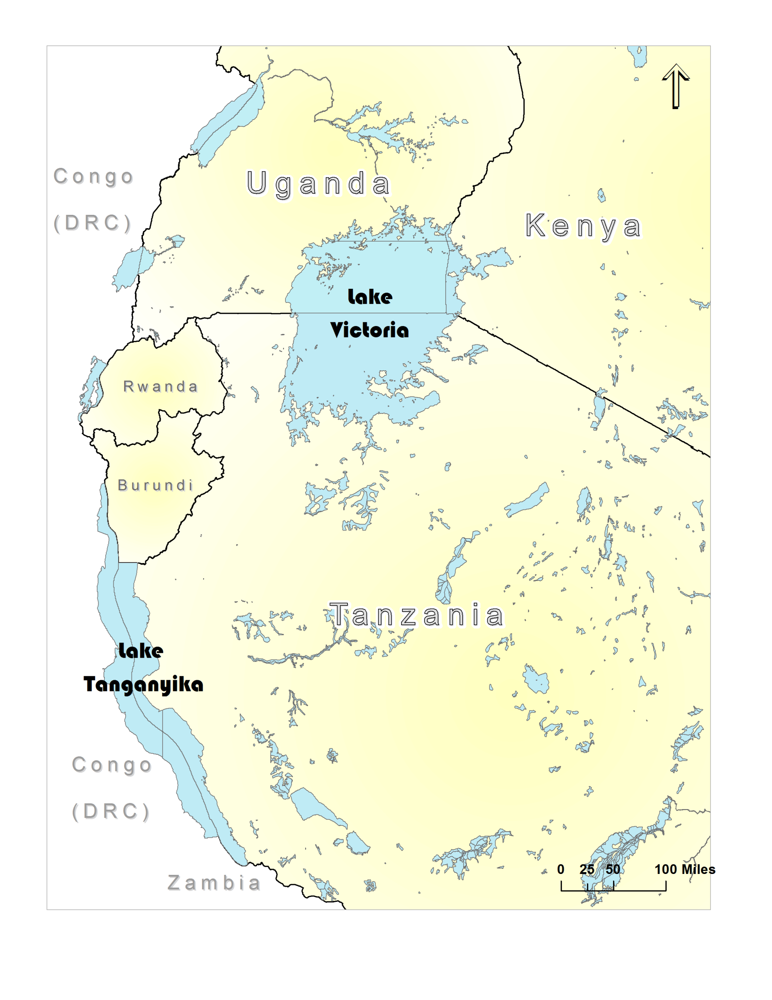 Congo
(DRC)
Uganda
Kenya
Lake
Victoria
Rwanda
Burundi
Tanzania
Lake
Tanganyika
Congo
(DRC)
Zambia
0 25 50 100 Miles